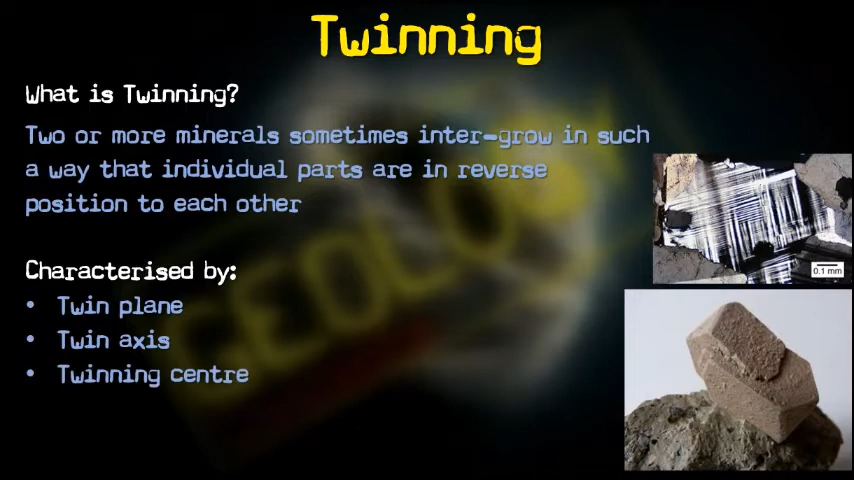 Twinning
What is Twinning?
Two or more minerals sometimes inter-grow in such
a way that individual parts are in reverse
position to each other
0.1 mm
Characterised by:
• Twin plane
• Twin axis
• Twinning centre
GEOLO